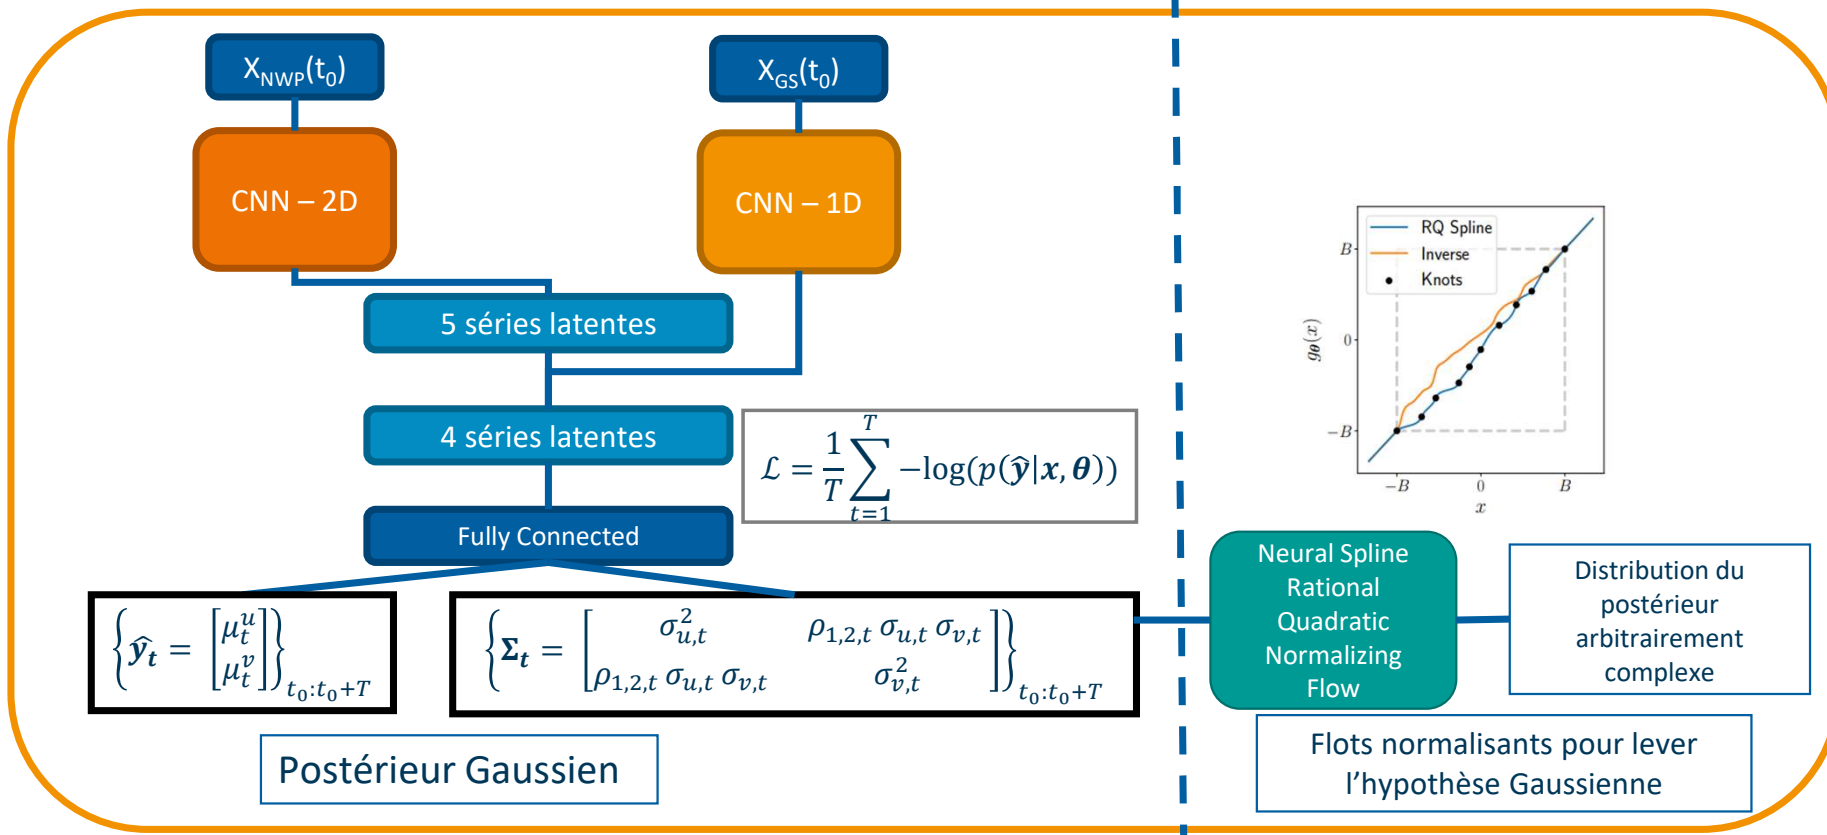 X_NWP(t_0)
X_GS(t_0)
CNN – 2D
CNN – 1D
5 séries latentes
4 séries latentes
ℒ = \frac{1}{T} \sum_{t=1}^{T} -log(p(ŷ|x, θ))
Fully Connected
{ŷ_t = [μ_t^u μ_t^v]}_{t_0:t_0+T}
{Σ_t = [σ_{u,t}^2 ρ_{1,2,t} σ_{u,t} σ_{v,t}
ρ_{1,2,t} σ_{u,t} σ_{v,t} σ_{v,t}^2]}_{t_0:t_0+T}
Postérieur Gaussien
RQ Spline
Inverse
Knots
B
0
−B
g_θ(x)
−B 0 B
x
Neural Spline
Rational
Quadratic
Normalizing
Flow
Distribution du
postérieur
arbitrairement
complexe
Flots normalisants pour lever
l’hypothèse Gaussienne